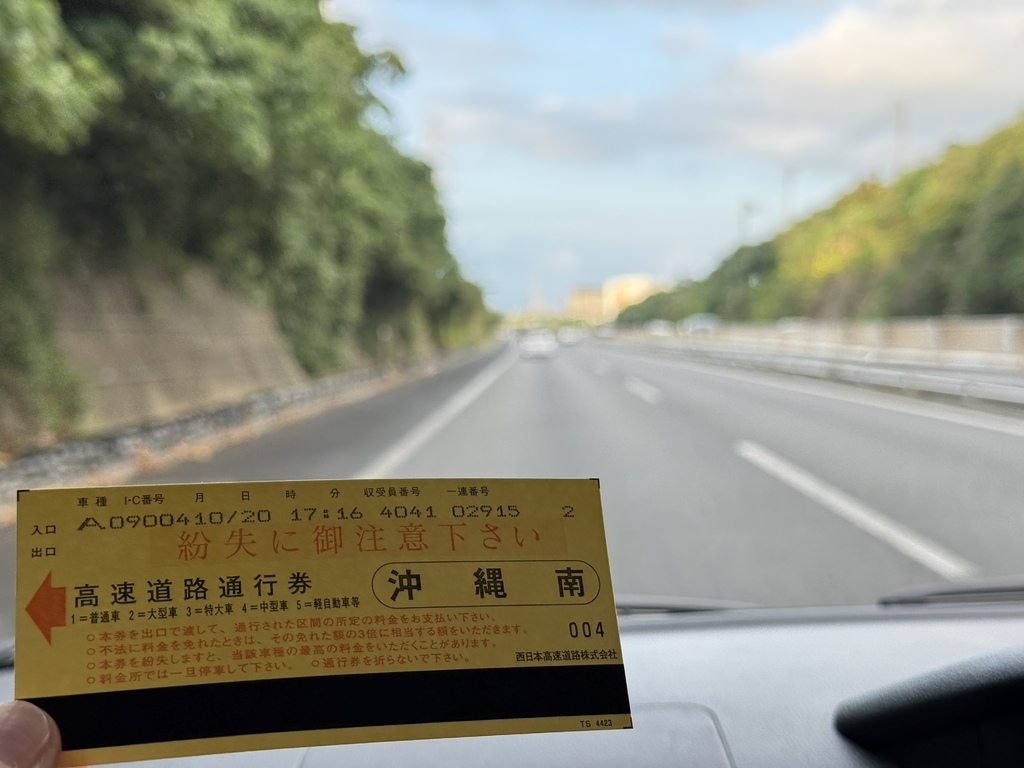 車種 I・C番号 月 日 時 分 収受員番号 一連番号
入口 A0900410/20 17:16 4041 02915 2
出口 紛失に御注意下さい
高速道路通行券 沖縄南
1=普通車 2=大型車 3=特大車 4=中型車 5=軽自動車等
○本券を出口で渡して、通行された区間の所定の料金をお支払い下さい。
○不法に料金を免れたときは、その免れた額の3倍に相当する額をいただきます。
004
○本券を紛失しますと、当該車種の最高の料金をいただくことがあります。
○料金所では一旦停車して下さい。 ○通行券を折らないで下さい。
西日本高速道路株式会社
TS 4423